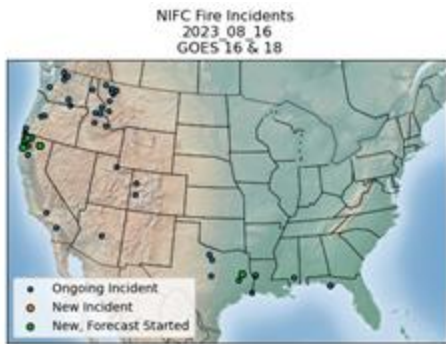 NIFC Fire Incidents
2023_08_16
GOES 16 & 18
Ongoing Incident
New Incident
New, Forecast Started